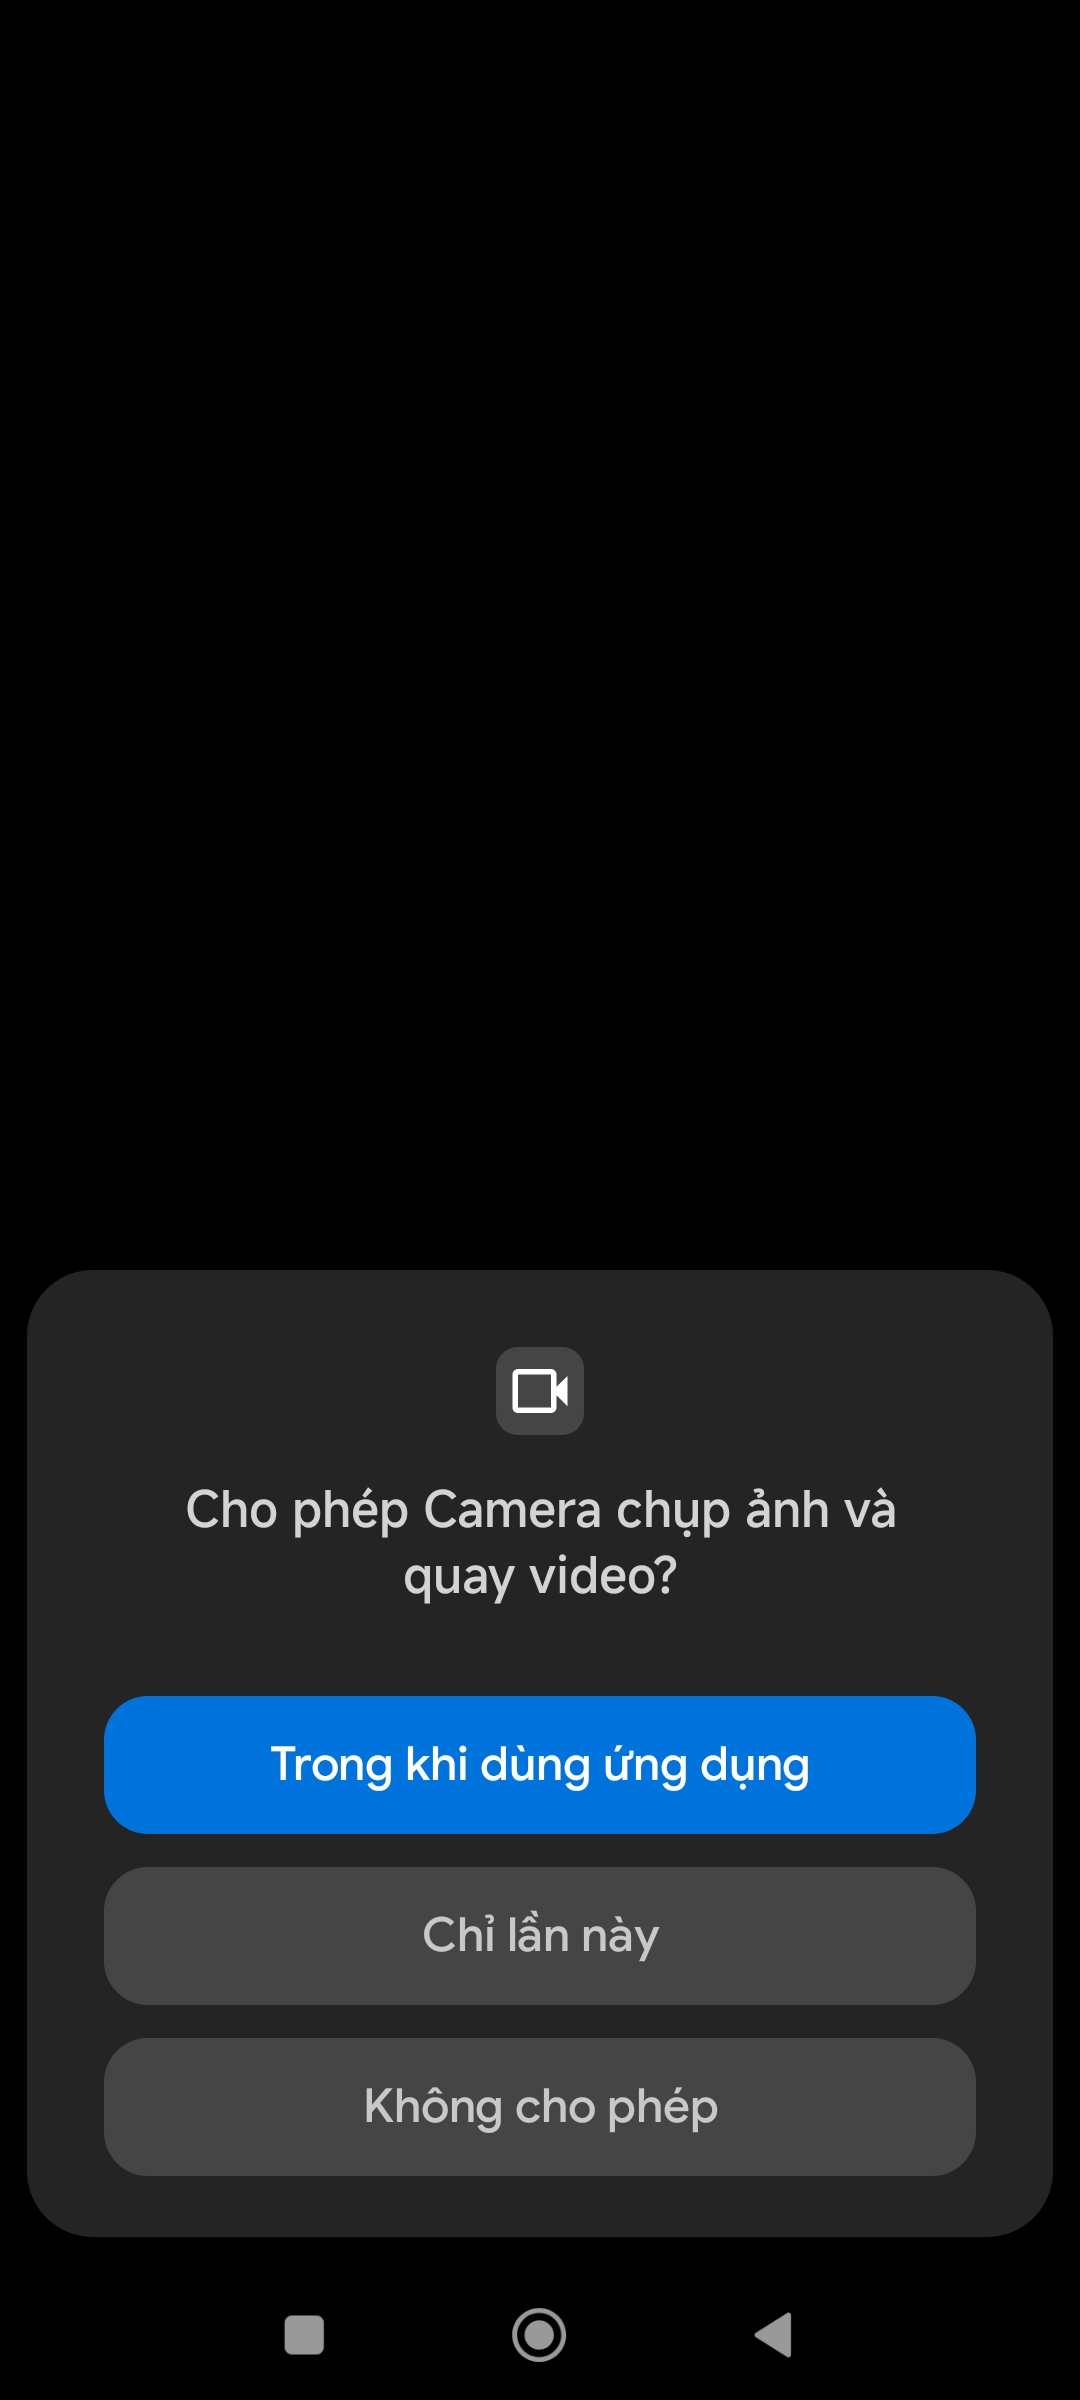 Cho phép Camera chụp ảnh và
quay video?
Trong khi dùng ứng dụng
Chỉ lần này
Không cho phép